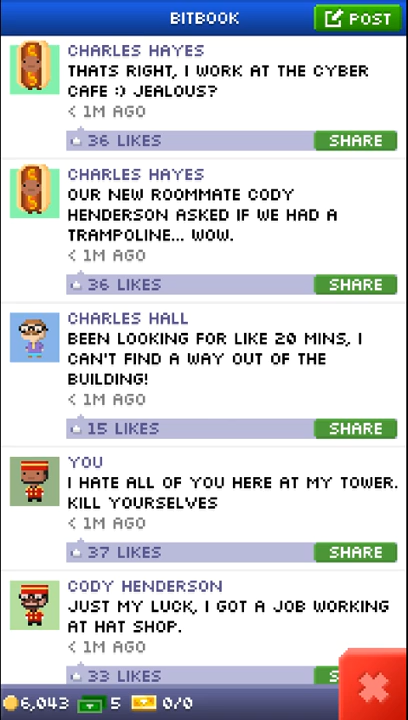 BITBOOK
POST
CHARLES HAYES
THATS RIGHT, I WORK AT THE CYBER
CAFE :) JEALOUS?
< 1M AGO
36 LIKES
SHARE
CHARLES HAYES
OUR NEW ROOMMATE CODY
HENDERSON ASKED IF WE HAD A
TRAMPOLINE... WOW.
< 1M AGO
36 LIKES
SHARE
CHARLES HALL
BEEN LOOKING FOR LIKE 20 MINS, I
CAN'T FIND A WAY OUT OF THE
BUILDING!
< 1M AGO
15 LIKES
SHARE
YOU
I HATE ALL OF YOU HERE AT MY TOWER.
KILL YOURSELVES
< 1M AGO
37 LIKES
SHARE
CODY HENDERSON
JUST MY LUCK, I GOT A JOB WORKING
AT HAT SHOP.
< 1M AGO
33 LIKES
6,043 5 0/0